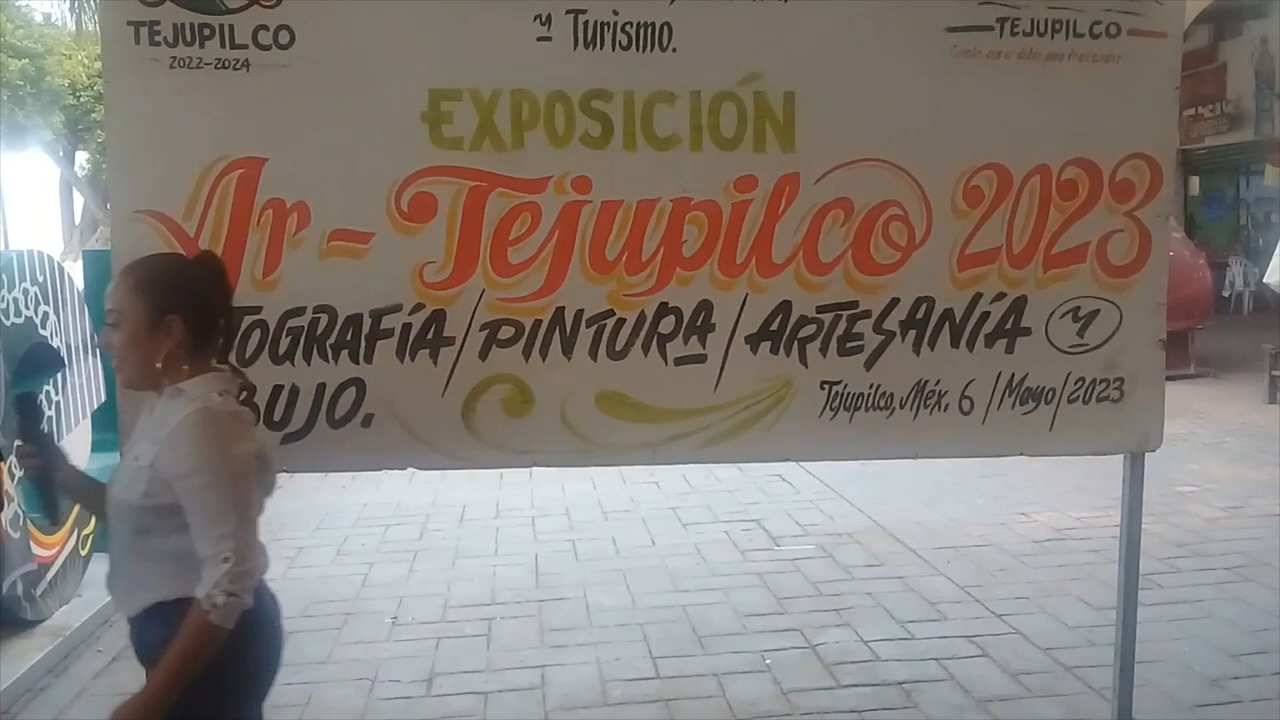 TEJUPILCO
2022-2024
y Turismo.
TEJUPILCO
EXPOSICIÓN
Ar-Tejupilco 2023
TOGRAFÍA/PINTURA/ARTESANÍA y
BUJO.
Tejupilco, Méx. 6/Mayo/2023